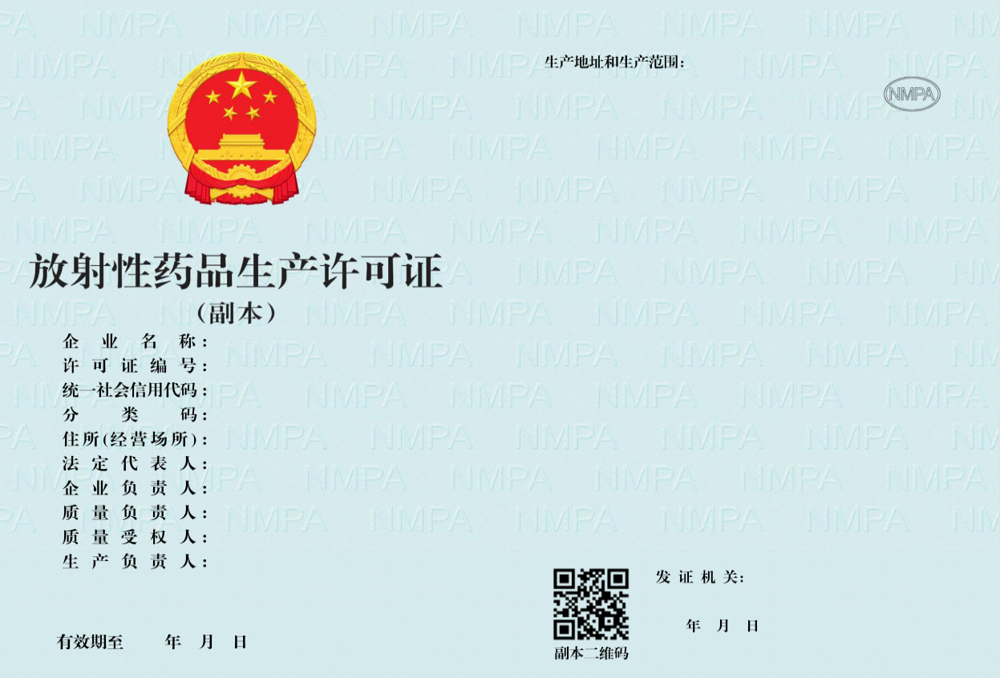 放射性药品生产许可证
（副本）
企业名称：
许可证编号：
统一社会信用代码：
分类码：
住所(经营场所)：
法定代表人：
企业负责人：
质量负责人：
质量受权人：
生产负责人：
有效期至 年 月 日
生产地址和生产范围：
NMPA
发证机关：
年 月 日
副本二维码